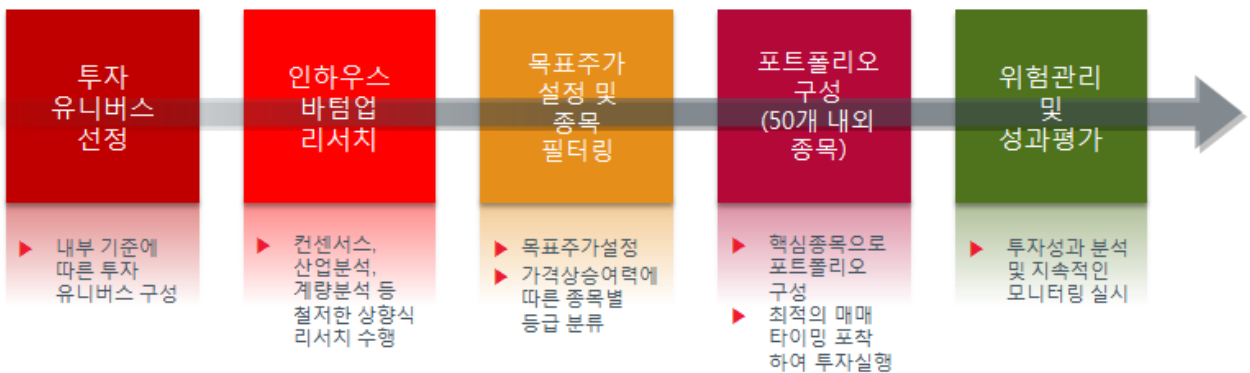 투자
유니버스
선정
인하우스
바텀업
리서치
목표주가
설정 및
종목
필터링
포트폴리오
구성
(50개 내외
종목)
위험관리
및
성과평가
▶ 내부 기준에
따른 투자
유니버스 구성
▶ 컨센서스,
산업분석,
계량분석 등
철저한 상향식
리서치 수행
▶ 목표주가설정
▶ 가격상승여력에
따른 종목별
등급 분류
▶ 핵심종목으로
포트폴리오
구성
▶ 최적의 매매
타이밍 포착
하여 투자실행
▶ 투자성과 분석
및 지속적인
모니터링 실시